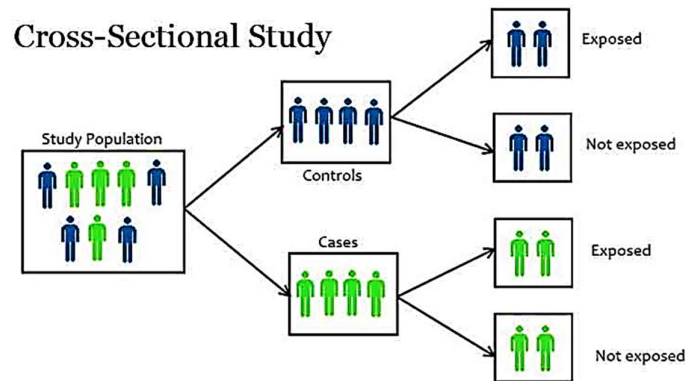 Cross-Sectional Study
Exposed
Study Population
Not exposed
Controls
Cases
Exposed
Not exposed